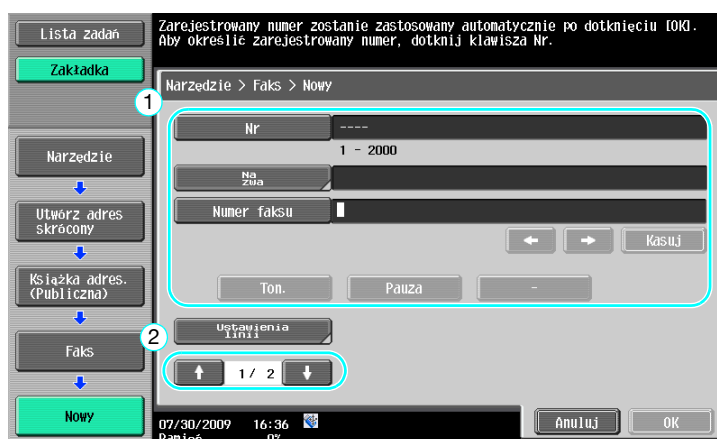 Lista zadań
Zakładka
Zarejestrowany numer zostanie zastosowany automatycznie po dotknięciu [OK].
Aby określić zarejestrowany numer, dotknij klawisza Nr.
Narzędzie > Faks > Nowy
1
Nr
----
1 - 2000
Na
zwa
Numer faksu
← → Kasuj
Ton. Pauza -
Narzędzie
Utwórz adres
skrócony
Książka adres.
(Publiczna)
Faks
Nowy
2
Ustawienia
linii
↑ 1/ 2 ↓
07/30/2009 16:36
Pamięć 0%
Anuluj OK